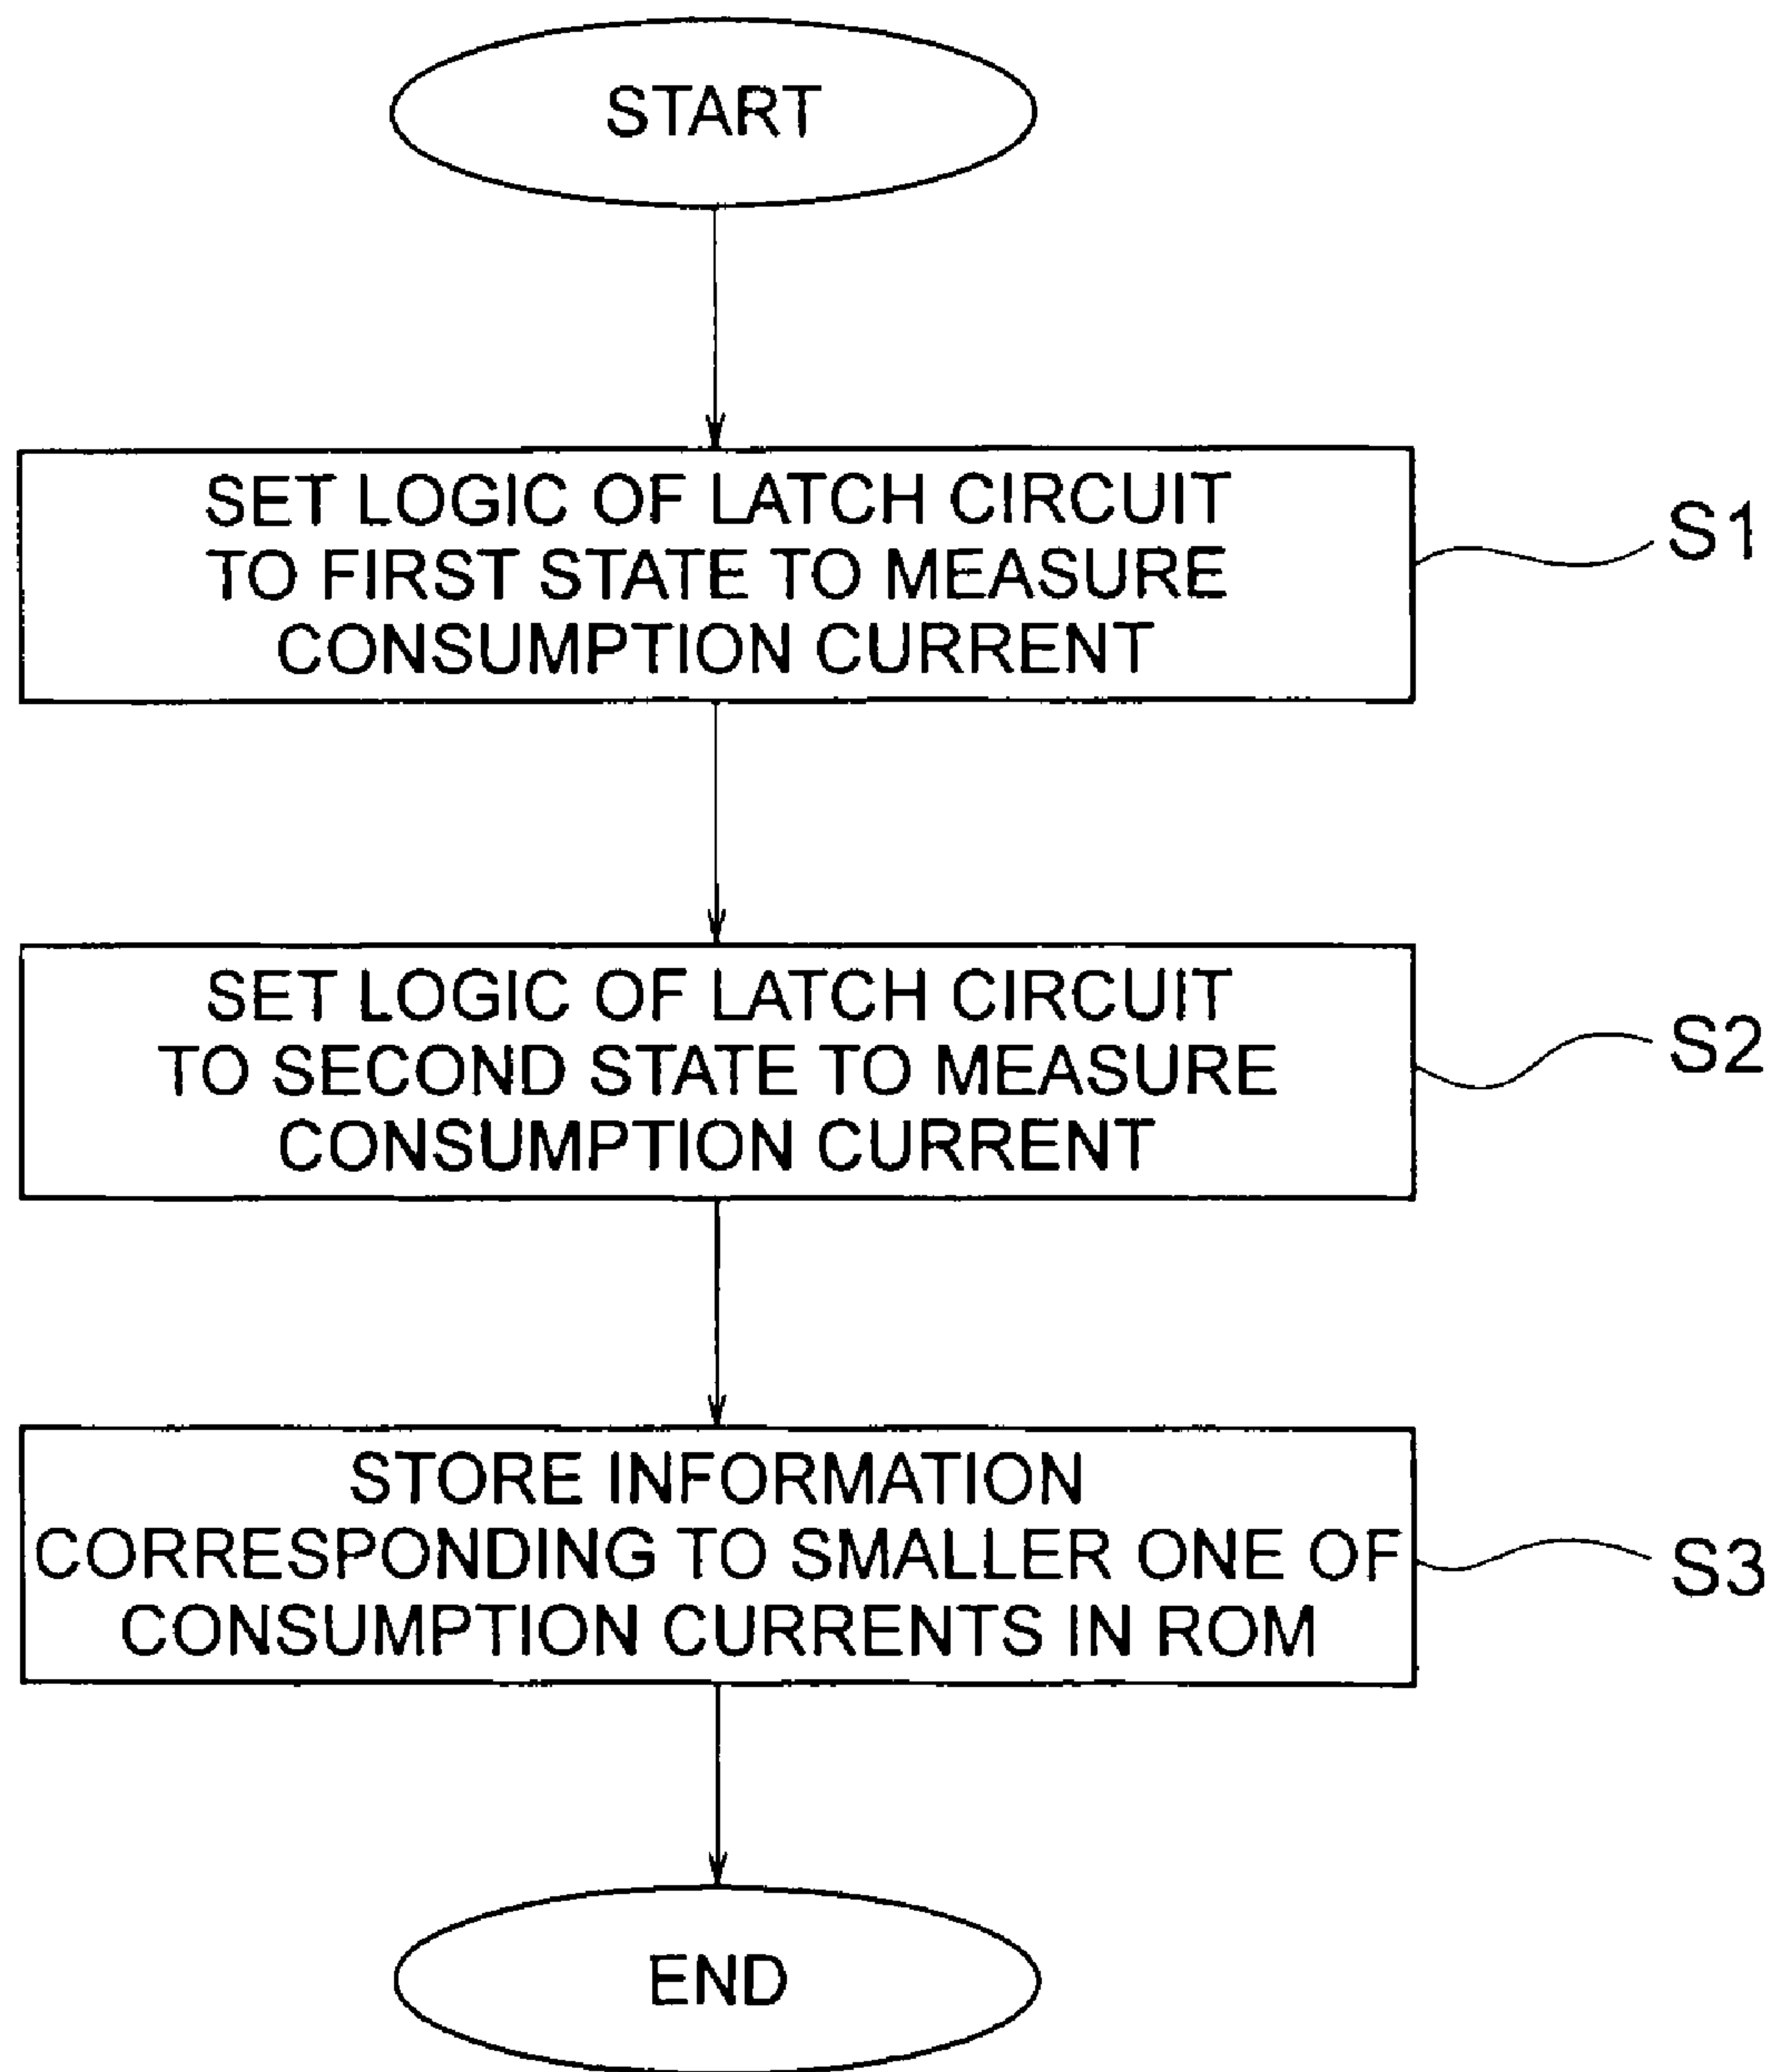 START
SET LOGIC OF LATCH CIRCUIT
TO FIRST STATE TO MEASURE
CONSUMPTION CURRENT
S1
SET LOGIC OF LATCH CIRCUIT
TO SECOND STATE TO MEASURE
CONSUMPTION CURRENT
S2
STORE INFORMATION
CORRESPONDING TO SMALLER ONE OF
CONSUMPTION CURRENTS IN ROM
S3
END